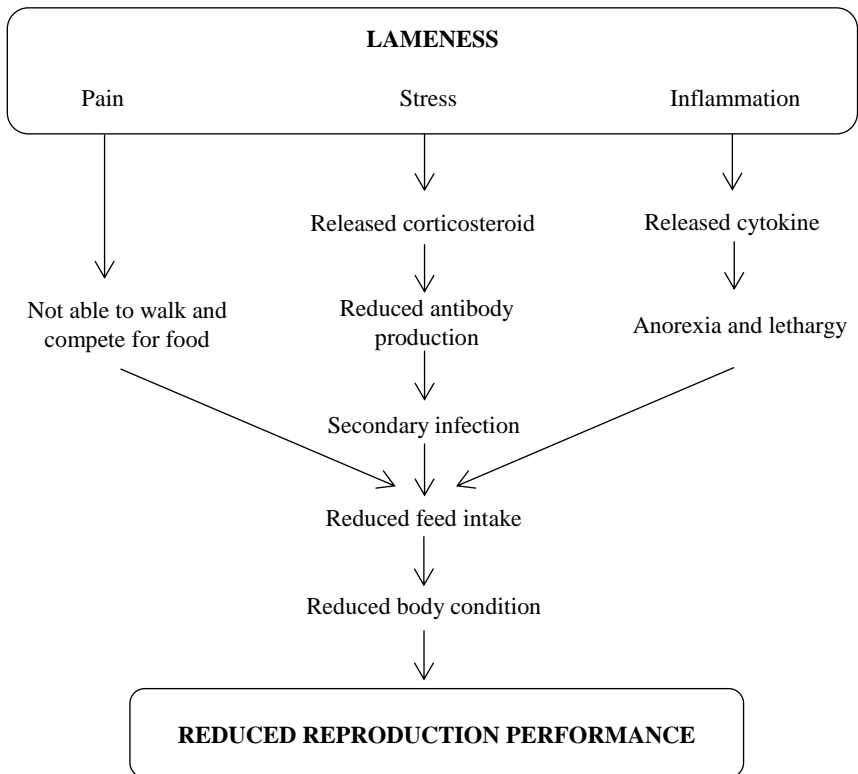 LAMENESS
Pain Stress Inflammation
Released corticosteroid Released cytokine
Not able to walk and
compete for food
Reduced antibody
production
Anorexia and lethargy
Secondary infection
Reduced feed intake
Reduced body condition
REDUCED REPRODUCTION PERFORMANCE